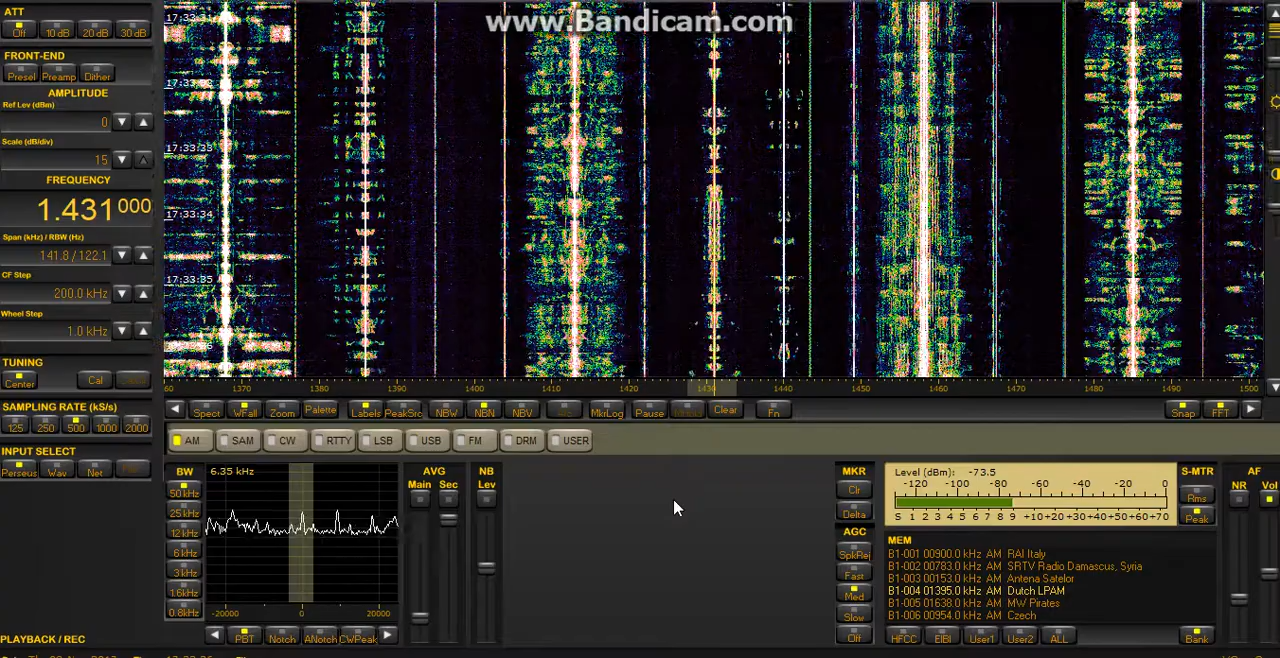 www.Bandicam.com
ATT
Off 10 dB 20 dB 30 dB
FRONT-END
Presel Preamp Dither
AMPLITUDE
Ref Lev (dBm)
0
Scale (dB/div)
15
FREQUENCY
1.431 000
Span (kHz) / RBW (Hz)
141.8 / 122.1
CF Step
200.0 kHz
Wheel Step
1.0 kHz
TUNING
Center Cal
SAMPLING RATE (kS/s)
125 250 500 1000 2000
INPUT SELECT
Perseus Wav Net
PLAYBACK / REC
17:33:34
17:33:35
60 1370 1380 1390 1400 1410 1420 1430 1440 1450 1460 1470 1480 1490 1500
Spect WFall Zoom Palette Labels PeakSrc NBW NBN NBV MkrLog Pause Clear Fn Snap FFT
AM SAM CW RTTY LSB USB FM DRM USER
BW
50 kHz
25 kHz
12 kHz
6 kHz
3 kHz
1.6kHz
0.8kHz
6.35 kHz
-20000 0 20000
PBT Notch ANotch CWPeak
AVG
Main Sec
NB
Lev
MKR
Clr
Delta
AGC
SpkRej
Fast
Med
Slow
Off
Level (dBm): -73.5
-120 -100 -80 -60 -40 -20 0
S 1 2 3 4 5 6 7 8 9 +10+20+30+40+50+60+70
S-MTR
Rms
Peak
AF
NR Vol
MEM
B1-001 00900.0 kHz AM RAI Italy
B1-002 00783.0 kHz AM SRTV Radio Damascus, Syria
B1-003 00153.0 kHz AM Antena Satelor
B1-004 01395.0 kHz AM Dutch LPAM
B1-005 01638.0 kHz AM MW Pirates
B1-006 00954.0 kHz AM Czech
HFCC EIBI User1 User2 ALL Bank